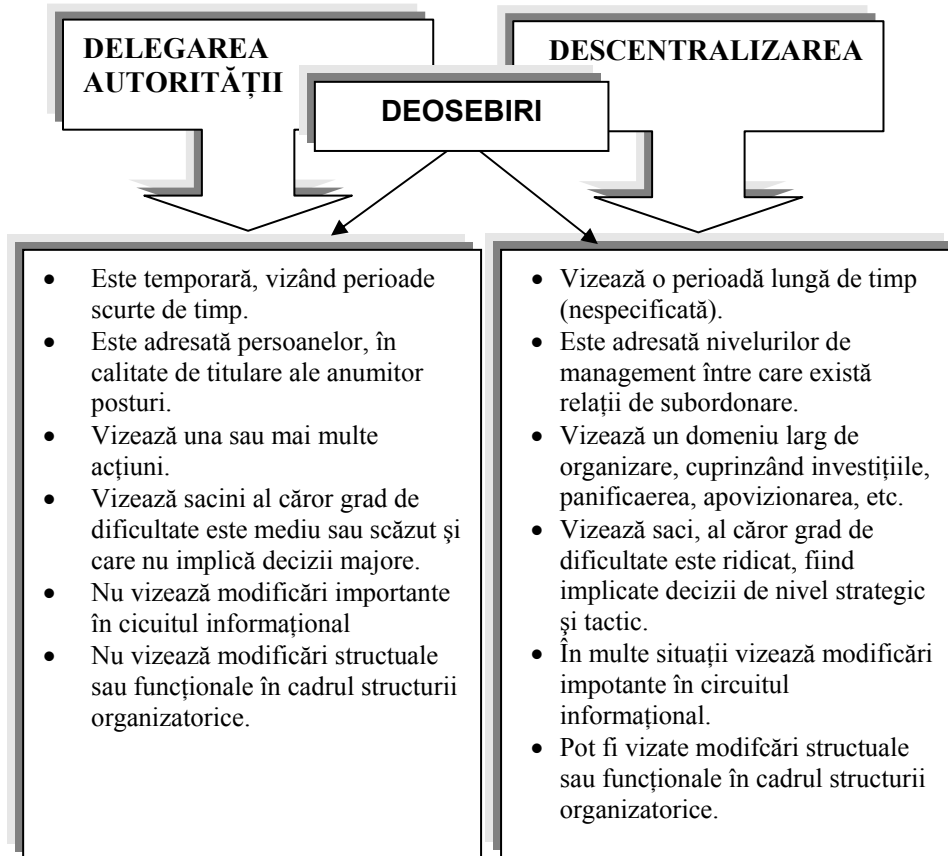 DELEGAREA
AUTORITĂȚII
DESCENTRALIZAREA
DEOSEBIRI
• Este temporară, vizând perioade
scurte de timp.
• Este adresată persoanelor, în
calitate de titulare ale anumitor
posturi.
• Vizează una sau mai multe
acțiuni.
• Vizează sacini al căror grad de
dificultate este mediu sau scăzut şi
care nu implică decizii majore.
• Nu vizează modificări importante
în cicuitul informațional
• Nu vizează modificări structuale
sau funcționale în cadrul structurii
organizatorice.
• Vizează o perioadă lungă de timp
(nespecificată).
• Este adresată nivelurilor de
management între care există
relații de subordonare.
• Vizează un domeniu larg de
organizare, cuprinzând investițiile,
panificaerea, apovizionarea, etc.
• Vizează saci, al căror grad de
dificultate este ridicat, fiind
implicate decizii de nivel strategic
şi tactic.
• În multe situații vizează modificări
impotante în circuitul
informațional.
• Pot fi vizate modifcări structuale
sau funcționale în cadrul structurii
organizatorice.